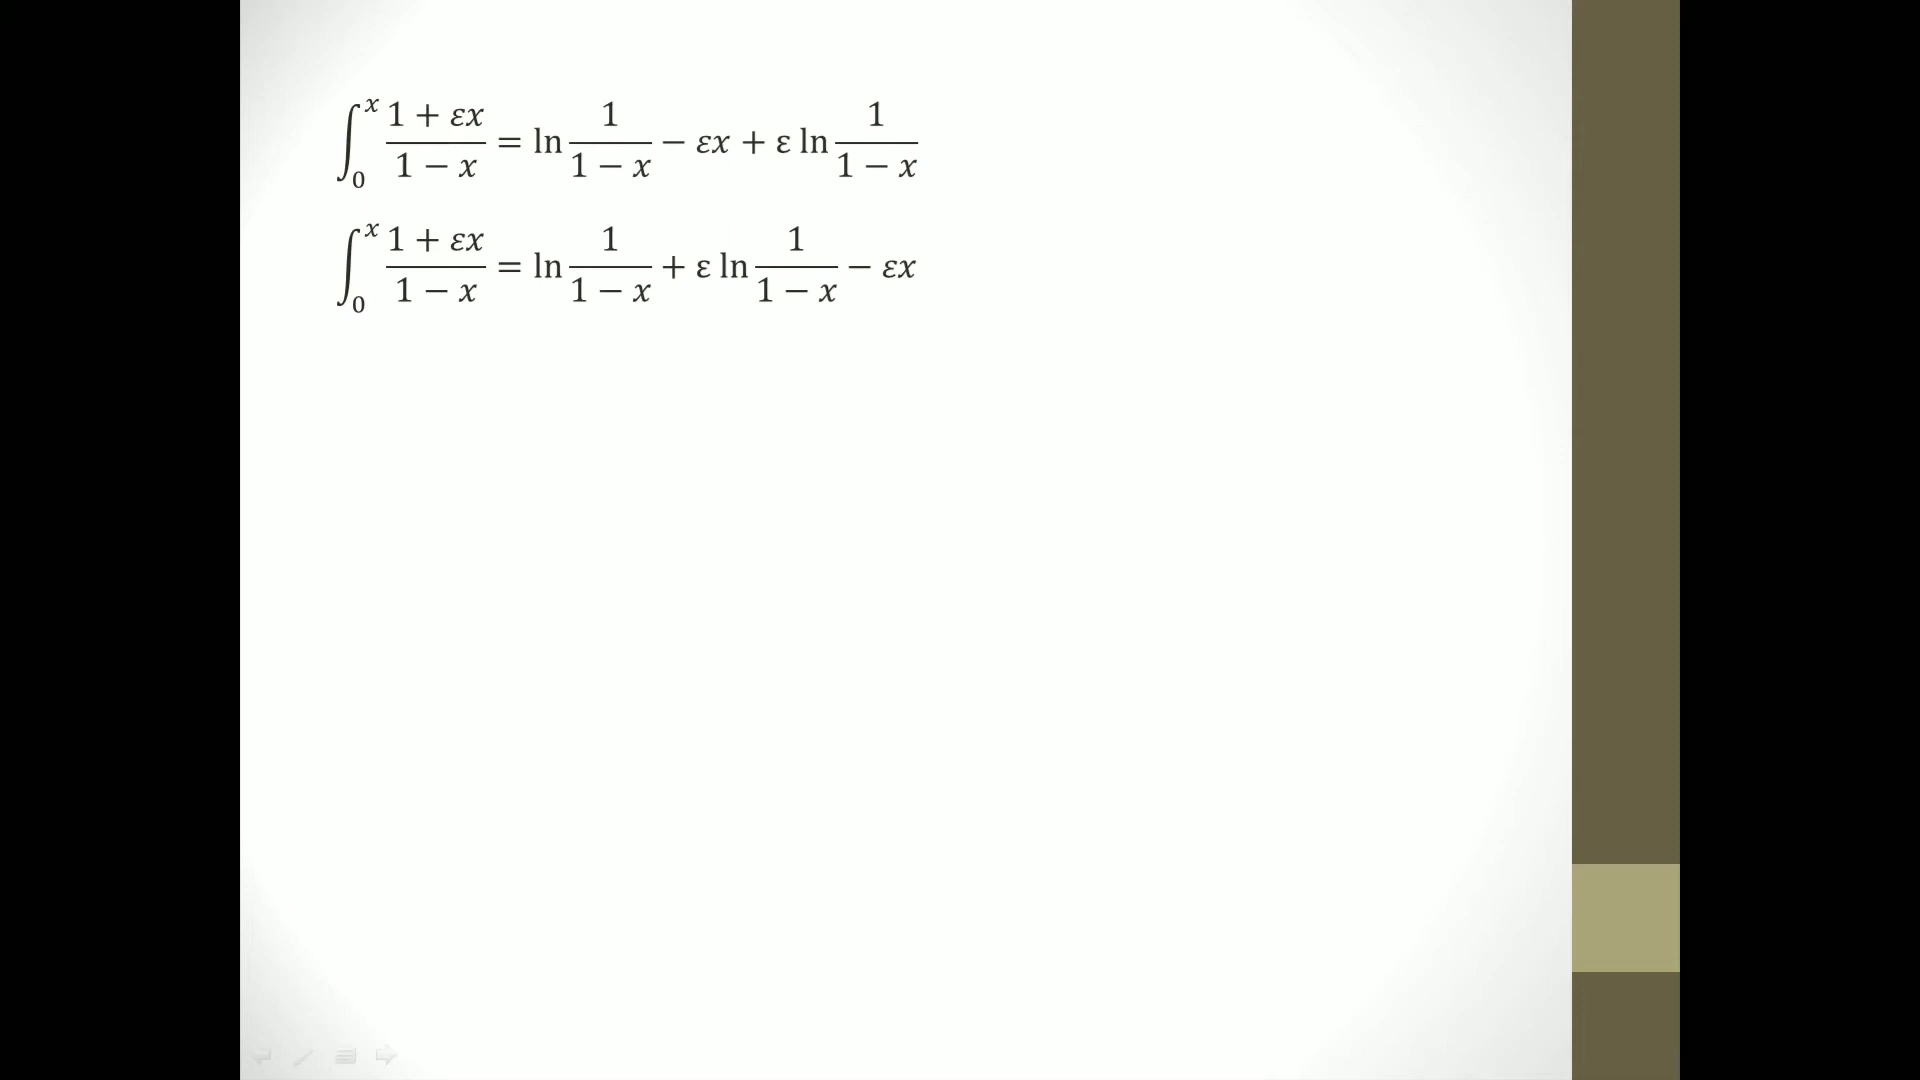 ∫₀ˣ (1 + εx)/(1 − x) = ln 1/(1 − x) − εx + ε ln 1/(1 − x)
∫₀ˣ (1 + εx)/(1 − x) = ln 1/(1 − x) + ε ln 1/(1 − x) − εx